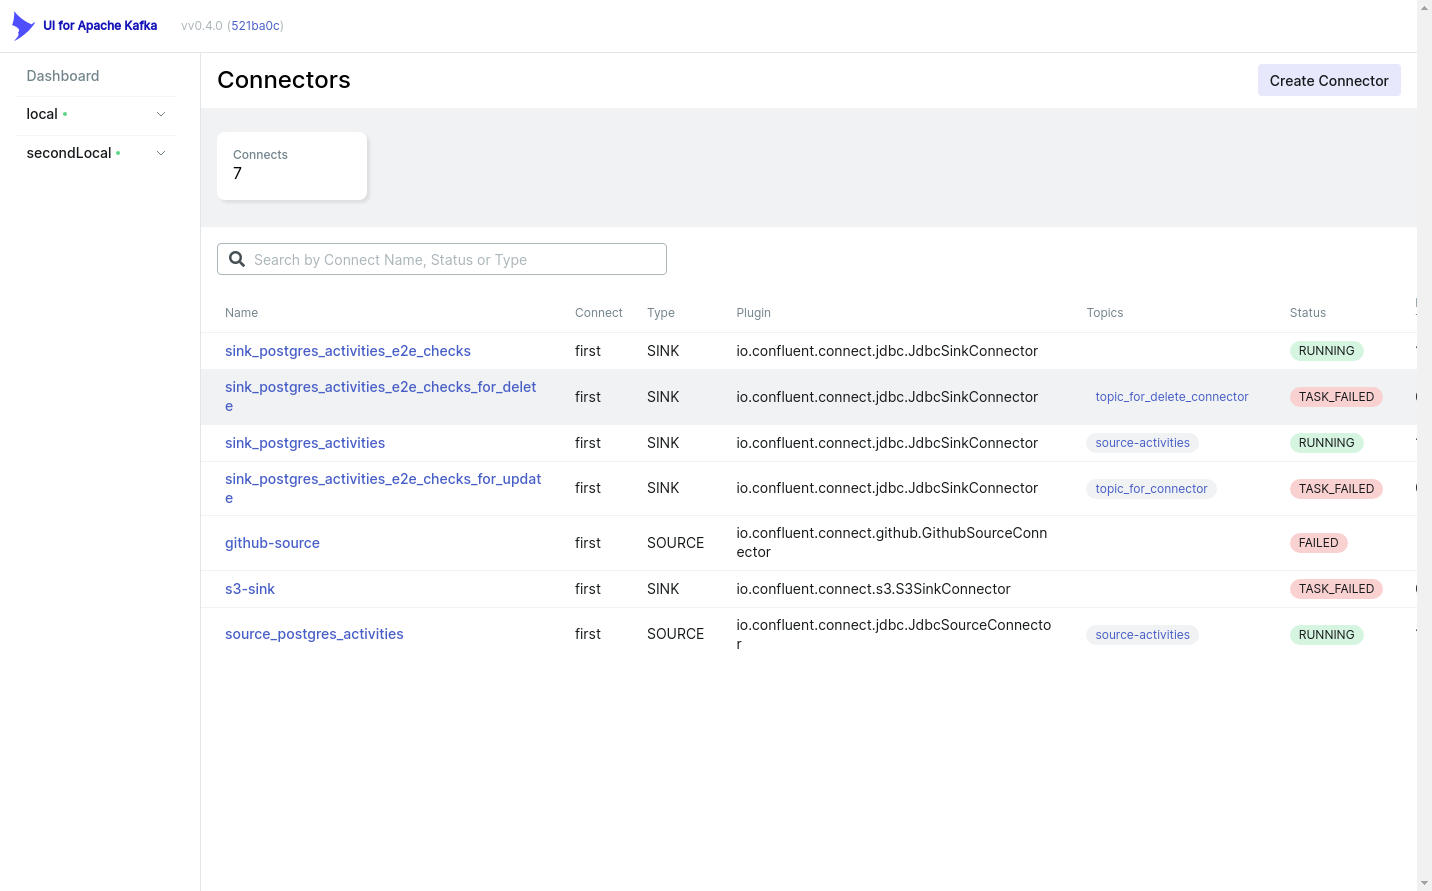 UI for Apache Kafka
vv0.4.0 (521ba0c)
Dashboard
local
secondLocal
Connectors
Create Connector
Connects
7
Search by Connect Name, Status or Type
Name Connect Type Plugin Topics Status
sink_postgres_activities_e2e_checks first SINK io.confluent.connect.jdbc.JdbcSinkConnector RUNNING
sink_postgres_activities_e2e_checks_for_delet
e
first SINK io.confluent.connect.jdbc.JdbcSinkConnector topic_for_delete_connector TASK_FAILED
sink_postgres_activities first SINK io.confluent.connect.jdbc.JdbcSinkConnector source-activities RUNNING
sink_postgres_activities_e2e_checks_for_updat
e
first SINK io.confluent.connect.jdbc.JdbcSinkConnector topic_for_connector TASK_FAILED
github-source first SOURCE io.confluent.connect.github.GithubSourceConn
ector
FAILED
s3-sink first SINK io.confluent.connect.s3.S3SinkConnector TASK_FAILED
source_postgres_activities first SOURCE io.confluent.connect.jdbc.JdbcSourceConnecto
r
source-activities RUNNING